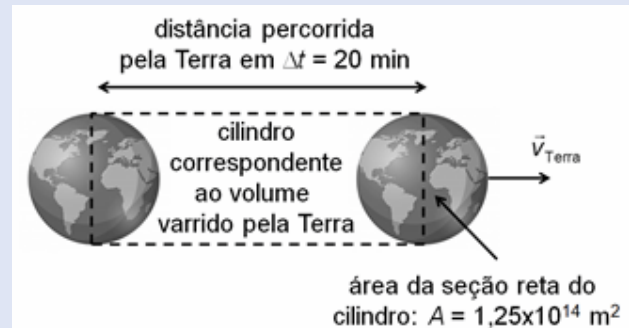 distância percorrida
pela Terra em Δt = 20 min
cilindro
correspondente
ao volume
varrido pela Terra
v⃗Terra
área da seção reta do
cilindro: A = 1,25x10¹⁴ m²